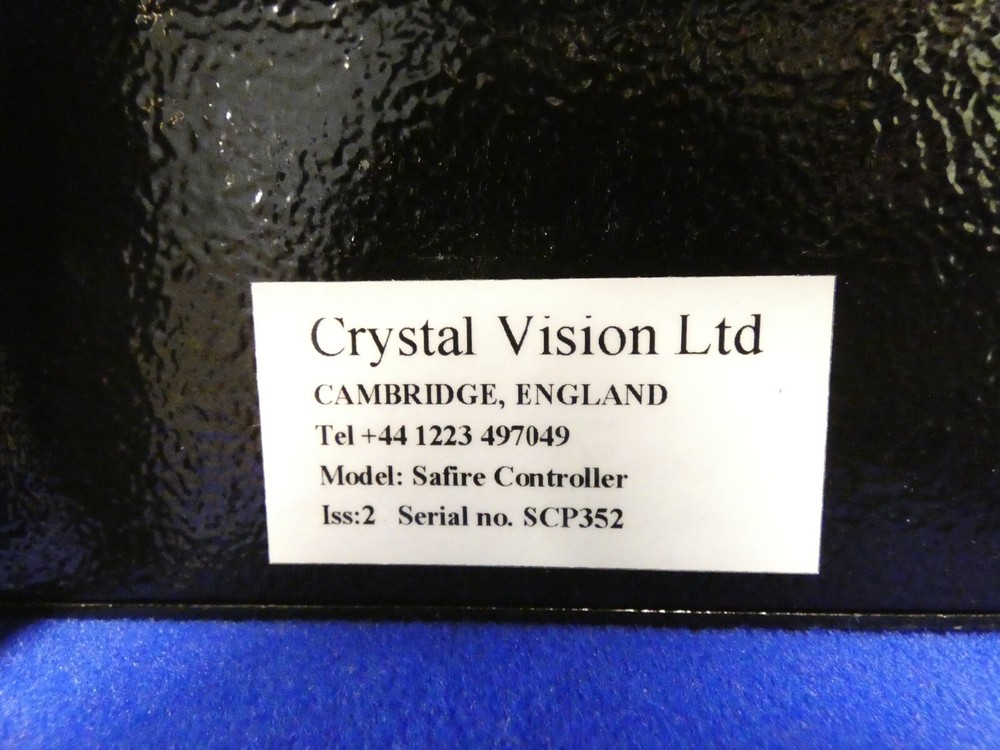 Crystal Vision Ltd
CAMBRIDGE, ENGLAND
Tel +44 1223 497049
Model: Safire Controller
Iss:2 Serial no. SCP352